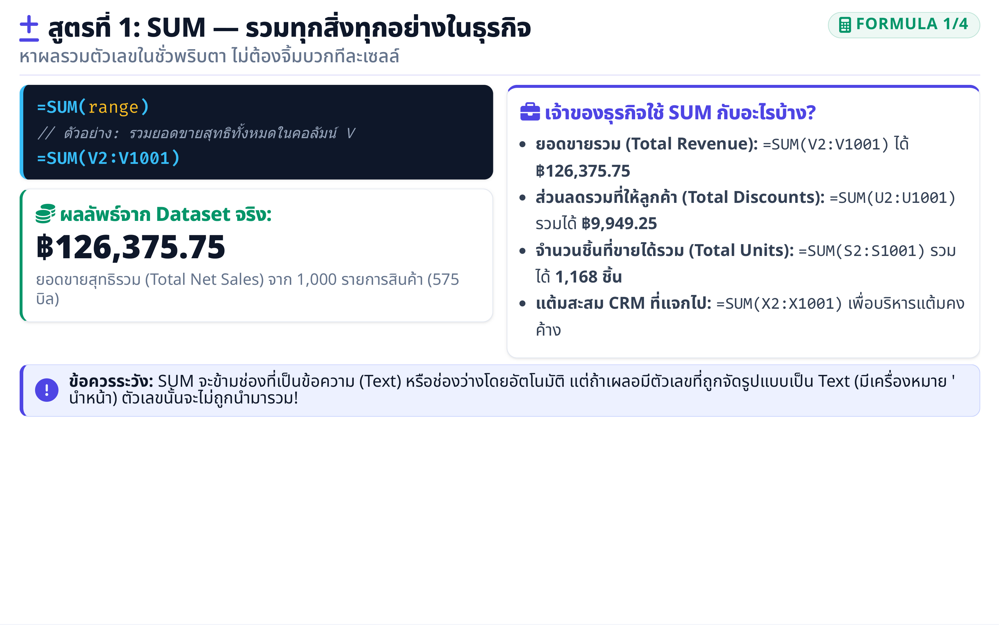 สูตรที่ 1: SUM — รวมทุกสิ่งทุกอย่างในธุรกิจ
FORMULA 1/4
หาผลรวมตัวเลขในชั่วพริบตา ไม่ต้องจิ้มบวกทีละเซลล์
=SUM(range)
// ตัวอย่าง: รวมยอดขายสุทธิทั้งหมดในคอลัมน์ V
=SUM(V2:V1001)
ผลลัพธ์จาก Dataset จริง:
฿126,375.75
ยอดขายสุทธิรวม (Total Net Sales) จาก 1,000 รายการสินค้า (575
บิล)
เจ้าของธุรกิจใช้ SUM กับอะไรบ้าง?
• ยอดขายรวม (Total Revenue): =SUM(V2:V1001) ได้
฿126,375.75
• ส่วนลดรวมที่ให้ลูกค้า (Total Discounts): =SUM(U2:U1001)
รวมได้ ฿9,949.25
• จำนวนชิ้นที่ขายได้รวม (Total Units): =SUM(S2:S1001) รวม
ได้ 1,168 ชิ้น
• แต้มสะสม CRM ที่แจกไป: =SUM(X2:X1001) เพื่อบริหารแต้มคง
ค้าง
ข้อควรระวัง: SUM จะข้ามช่องที่เป็นข้อความ (Text) หรือช่องว่างโดยอัตโนมัติ แต่ถ้าเผลอมีตัวเลขที่ถูกจัดรูปแบบเป็น Text (มีเครื่องหมาย '
นำหน้า) ตัวเลขนั้นจะไม่ถูกนำมารวม!